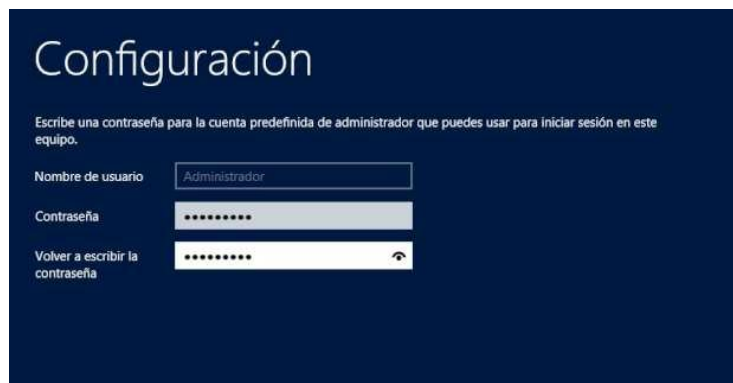 Configuración
Escribe una contraseña para la cuenta predefinida de administrador que puedes usar para iniciar sesión en este
equipo.
Nombre de usuario
Administrador
Contraseña
•••••••••
Volver a escribir la
contraseña
•••••••••